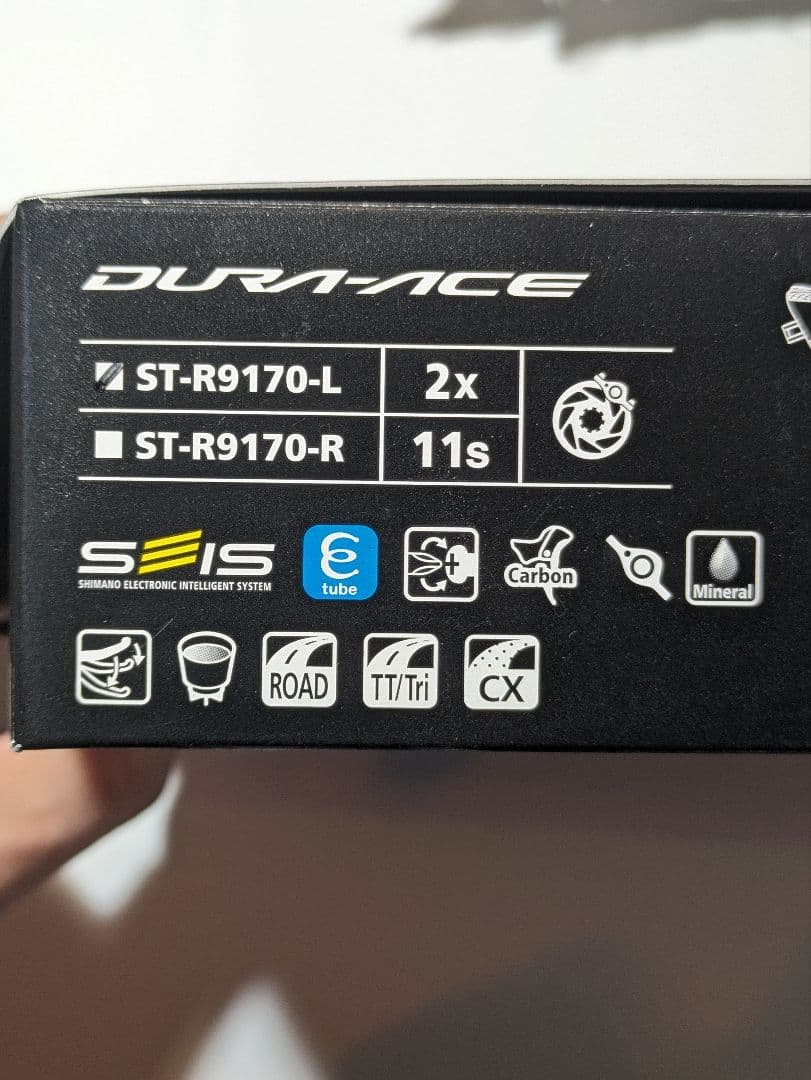 DURA-ACE
ST-R9170-L 2x
ST-R9170-R 11s
SEIS
SHIMANO ELECTRONIC INTELLIGENT SYSTEM
e tube
Carbon
Mineral
ROAD
TT/Tri
CX